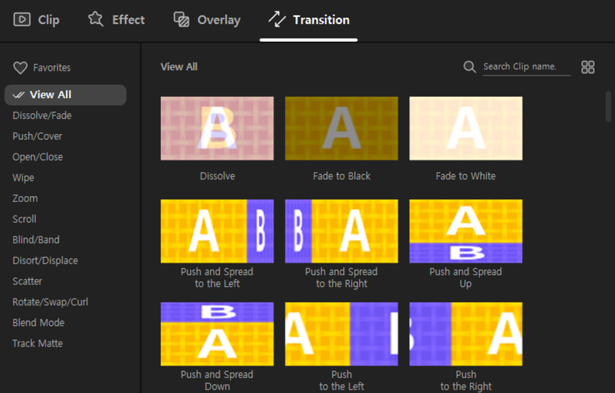 Clip
Effect
Overlay
Transition
Favorites
View All
Dissolve/Fade
Push/Cover
Open/Close
Wipe
Zoom
Scroll
Blind/Band
Disort/Displace
Scatter
Rotate/Swap/Curl
Blend Mode
Track Matte
View All
Search Clip name.
A B
Dissolve
A
Fade to Black
A
Fade to White
A B
Push and Spread
to the Left
B A
Push and Spread
to the Right
A
B
Push and Spread
Up
B
A
Push and Spread
Down
A B
Push
to the Left
B A
Push
to the Right